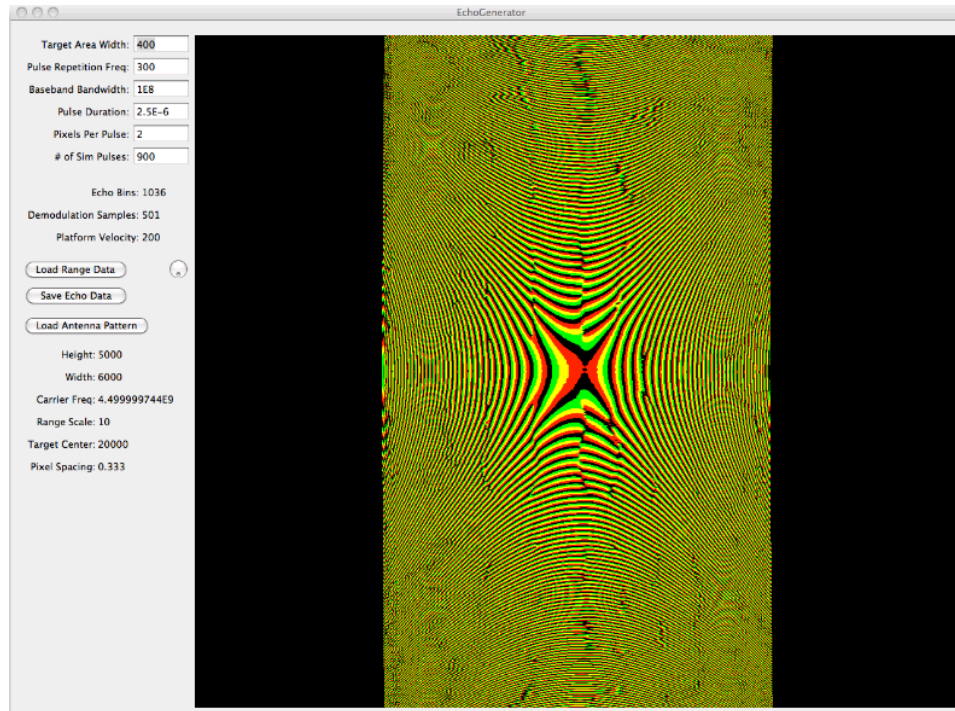 EchoGenerator
Target Area Width: 400
Pulse Repetition Freq: 300
Baseband Bandwidth: 1E8
Pulse Duration: 2.5E-6
Pixels Per Pulse: 2
# of Sim Pulses: 900
Echo Bins: 1036
Demodulation Samples: 501
Platform Velocity: 200
Load Range Data
Save Echo Data
Load Antenna Pattern
Height: 5000
Width: 6000
Carrier Freq: 4.499999744E9
Range Scale: 10
Target Center: 20000
Pixel Spacing: 0.333